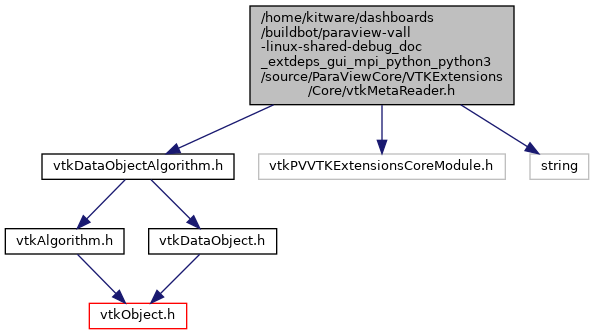 /home/kitware/dashboards
/buildbot/paraview-vall
-linux-shared-debug_doc
_extdeps_gui_mpi_python_python3
/source/ParaViewCore/VTKExtensions
/Core/vtkMetaReader.h
vtkDataObjectAlgorithm.h
vtkPVVTKExtensionsCoreModule.h
string
vtkAlgorithm.h
vtkDataObject.h
vtkObject.h